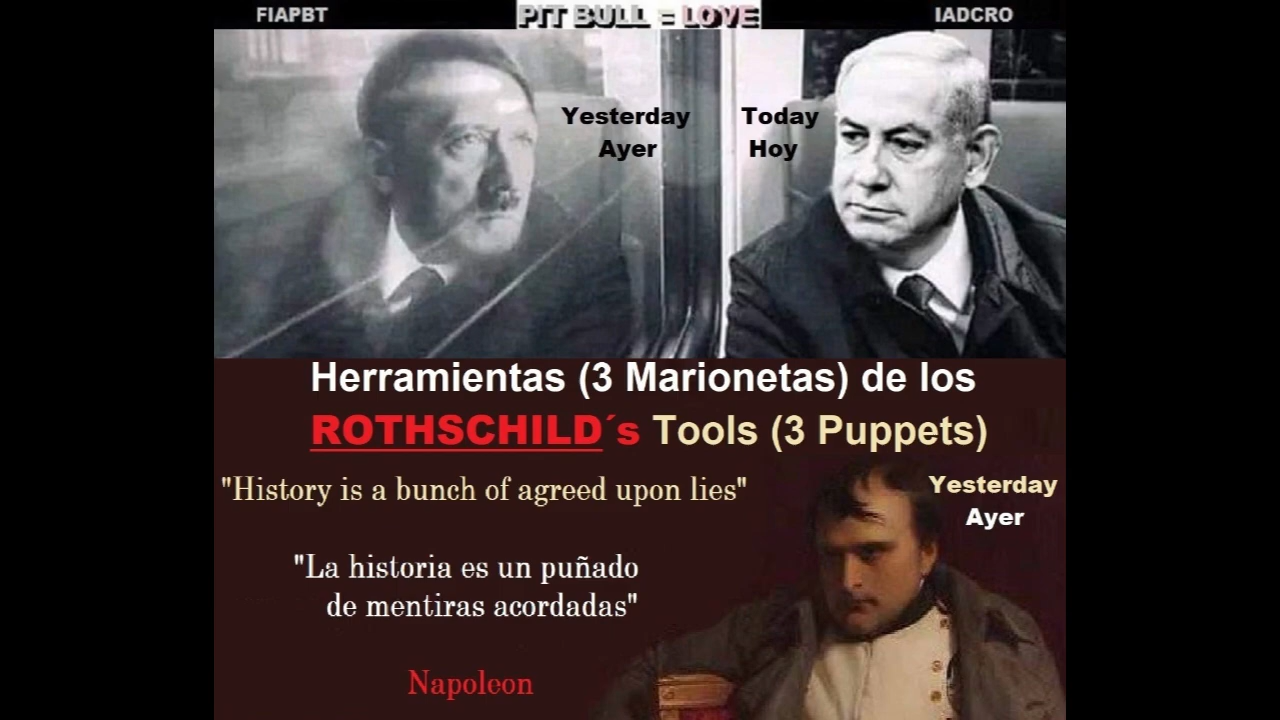 FIAPBT
PIT BULL = LOVE
IADCRO
Yesterday
Ayer
Today
Hoy
Herramientas (3 Marionetas) de los
ROTHSCHILD´s Tools (3 Puppets)
"History is a bunch of agreed upon lies"
Yesterday
Ayer
"La historia es un puñado
de mentiras acordadas"
Napoleon